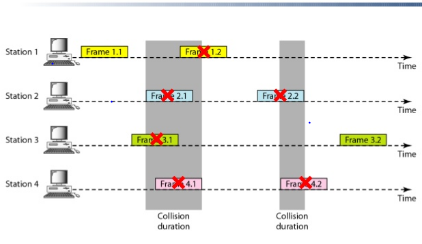 Station 1
Frame 1.1
Frame 1.2
Time
Station 2
Frame 2.1
Frame 2.2
Time
Station 3
Frame 3.1
Frame 3.2
Time
Station 4
Frame 4.1
Frame 4.2
Time
Collision
duration
Collision
duration